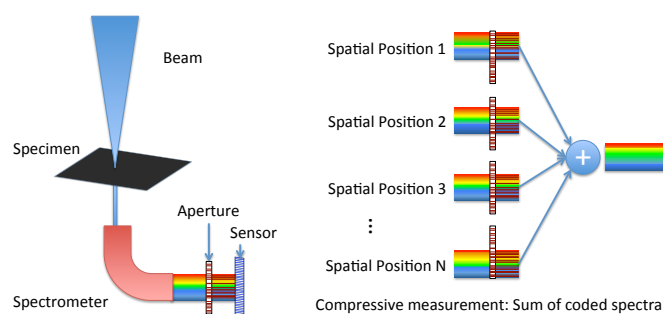 Beam
Specimen
Aperture
Sensor
Spectrometer
Spatial Position 1
Spatial Position 2
Spatial Position 3
...
Spatial Position N
+
Compressive measurement: Sum of coded spectra